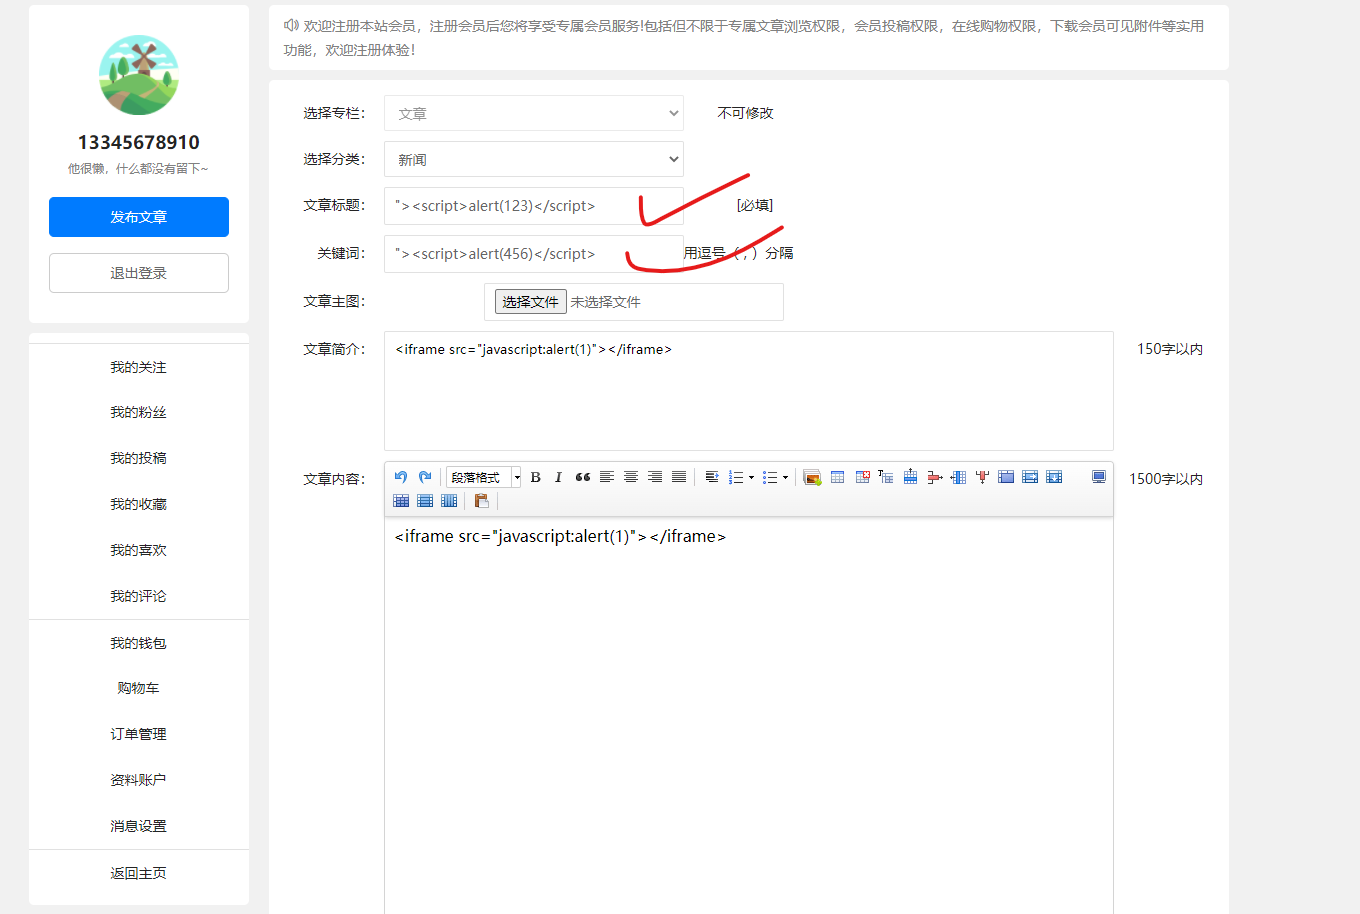 13345678910
他很懒，什么都没有留下~
发布文章
退出登录
我的关注
我的粉丝
我的投稿
我的收藏
我的喜欢
我的评论
我的钱包
购物车
订单管理
资料账户
消息设置
返回主页
欢迎注册本站会员，注册会员后您将享受专属会员服务!包括但不限于专属文章浏览权限，会员投稿权限，在线购物权限，下载会员可见附件等实用
功能，欢迎注册体验!
选择专栏： 文章 不可修改
选择分类： 新闻
文章标题： "><script>alert(123)</script> [必填]
关键词： "><script>alert(456)</script> 用逗号（,）分隔
文章主图： 选择文件 未选择文件
文章简介： <iframe src="javascript:alert(1)"></iframe> 150字以内
文章内容： 段落格式 B I 1500字以内
<iframe src="javascript:alert(1)"></iframe>